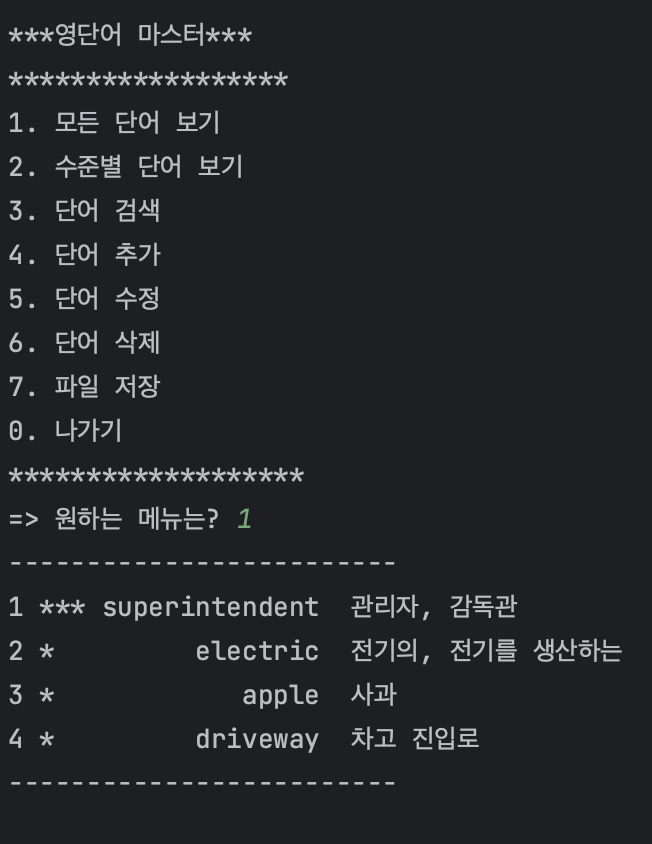 ***영단어 마스터***
******************
1. 모든 단어 보기
2. 수준별 단어 보기
3. 단어 검색
4. 단어 추가
5. 단어 수정
6. 단어 삭제
7. 파일 저장
0. 나가기
*******************
=> 원하는 메뉴는? 1
-------------------------
1 *** superintendent  관리자, 감독관
2 *         electric  전기의, 전기를 생산하는
3 *            apple  사과
4 *         driveway  차고 진입로
-------------------------